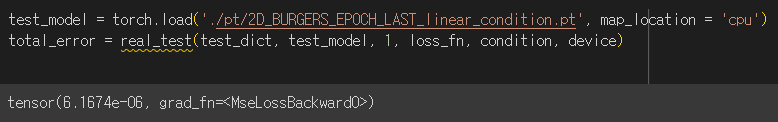 test_model = torch.load('./pt/2D_BURGERS_EPOCH_LAST_linear_condition.pt', map_location = 'cpu')
total_error = real_test(test_dict, test_model, 1, loss_fn, condition, device)
tensor(6.1674e-06, grad_fn=<MseLossBackward0>)